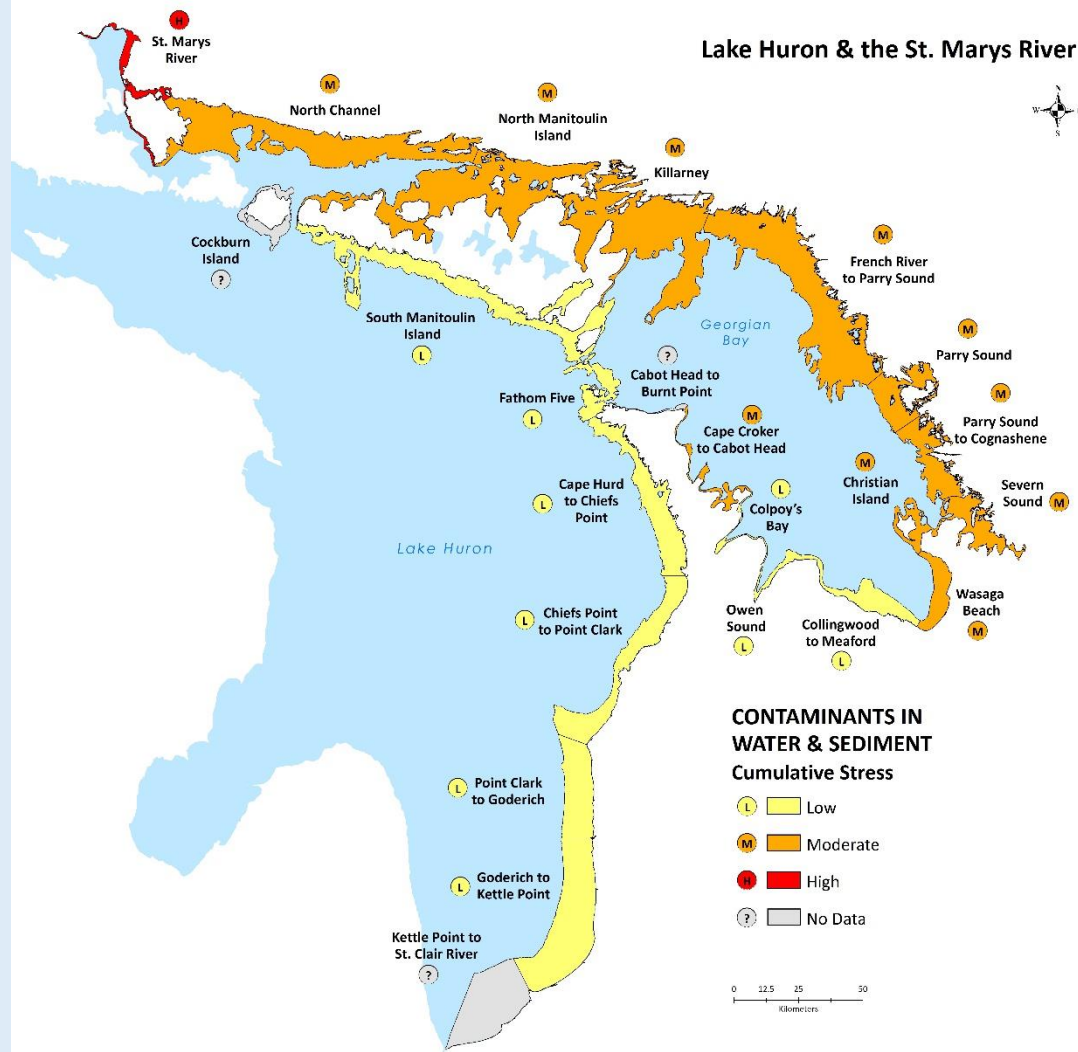 Lake Huron & the St. Marys River
H
St. Marys
River
M
North Channel
M
North Manitoulin
Island
M
Killarney
N
W
S
Cockburn
Island
?
M
French River
to Parry Sound
South Manitoulin
Island
L
Georgian
Bay
?
Cabot Head to
Burnt Point
M
Parry Sound
Fathom Five
L
M
Cape Croker
to Cabot Head
M
Parry Sound
to Cognashene
Cape Hurd
to Chiefs
Point
L
L
Colpoy's
Bay
M
Christian
Island
Severn
Sound
M
Lake Huron
Chiefs Point
to Point Clark
L
Owen
Sound
L
Collingwood
to Meaford
L
Wasaga
Beach
M
Point Clark
to Goderich
L
Goderich to
Kettle Point
L
Kettle Point to
St. Clair River
?
CONTAMINANTS IN
WATER & SEDIMENT
Cumulative Stress
L Low
M Moderate
H High
? No Data
0 12.5 25 50
Kilometers